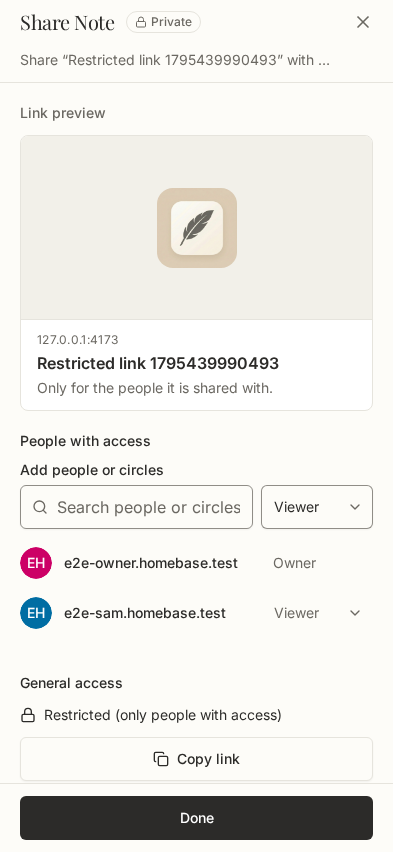 Share Note
Private
Share “Restricted link 1795439990493” with ...
Link preview
127.0.0.1:4173
Restricted link 1795439990493
Only for the people it is shared with.
People with access
Add people or circles
Search people or circles
Viewer
EH e2e-owner.homebase.test Owner
EH e2e-sam.homebase.test Viewer
General access
Restricted (only people with access)
Copy link
Done